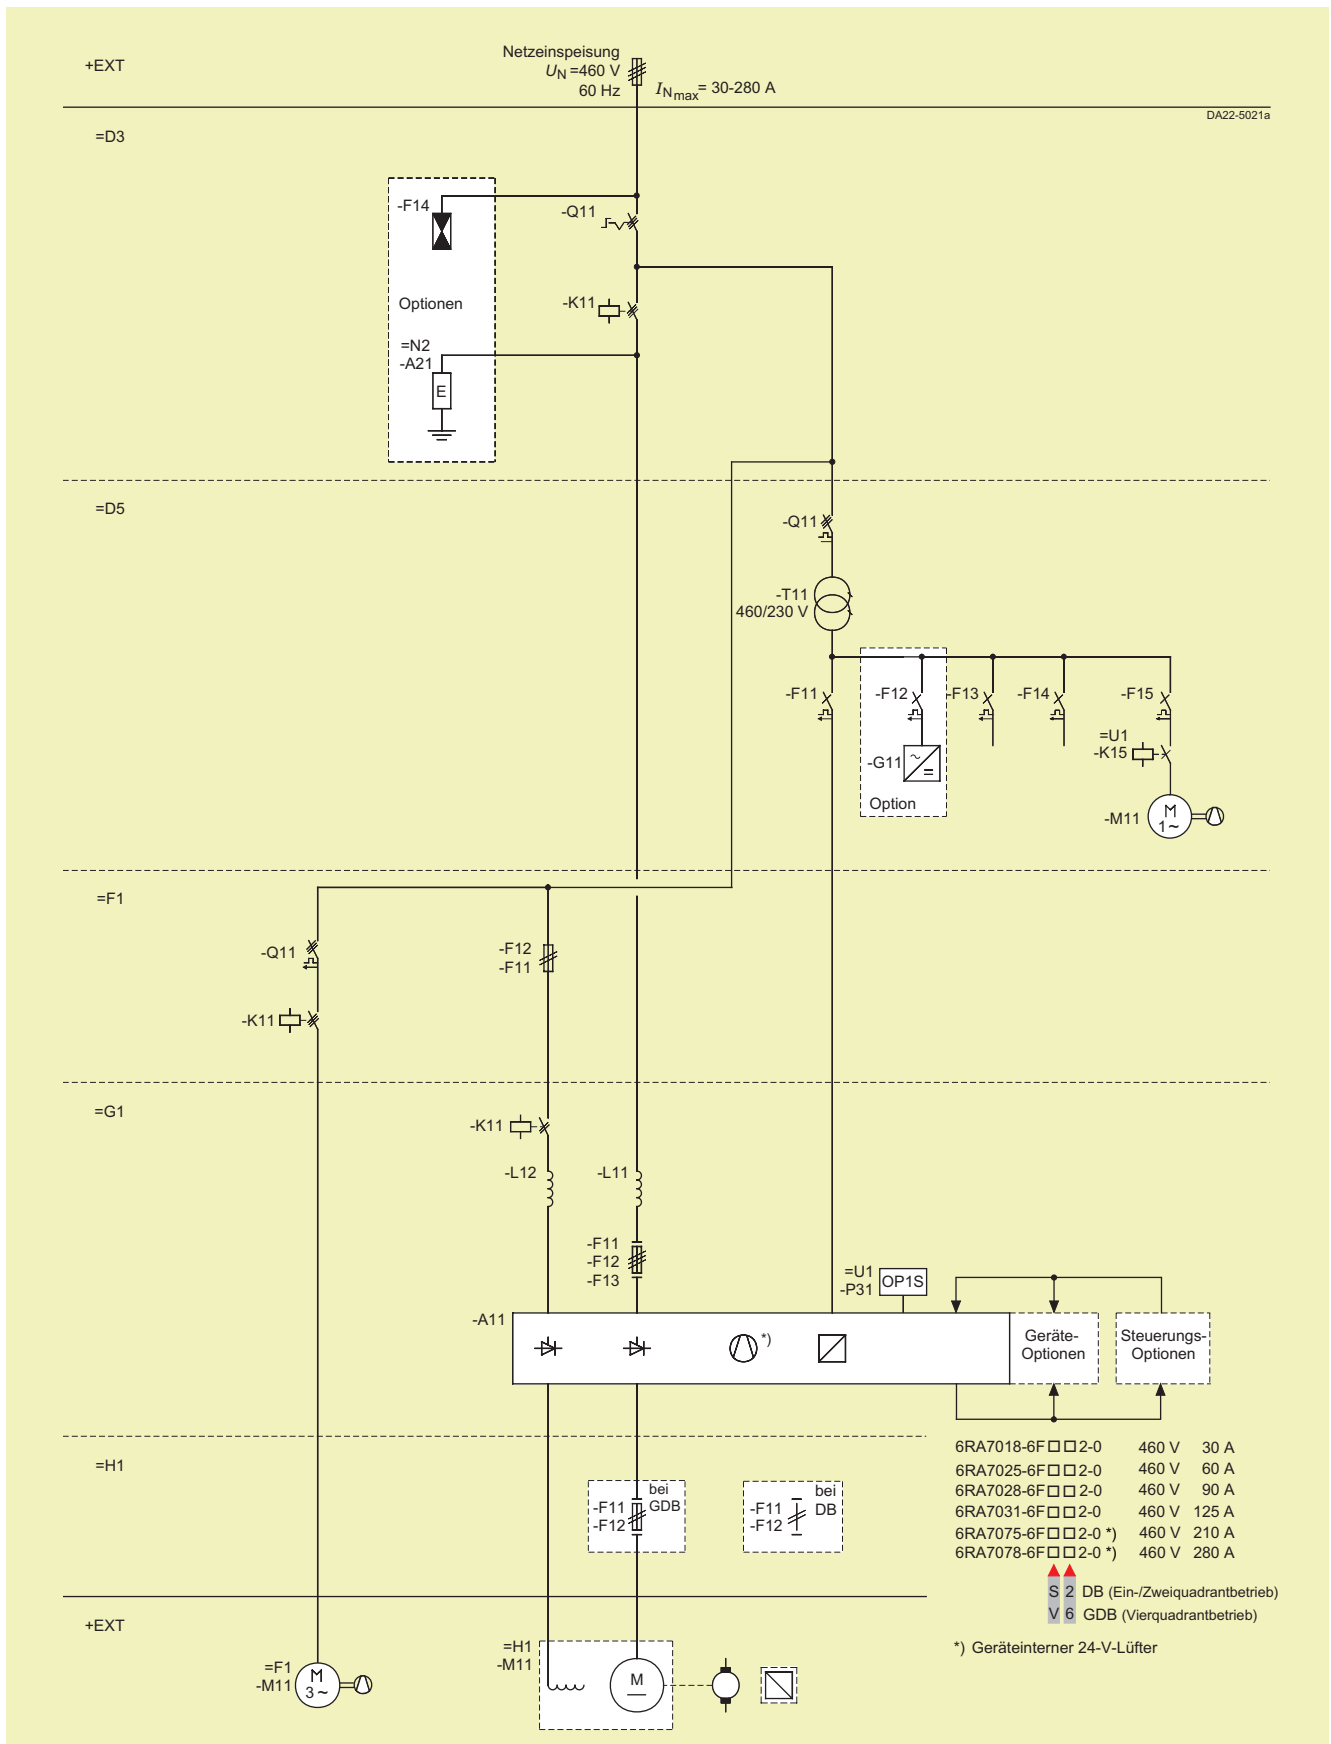 +EXT
Netzeinspisung
UN =460 V
60 Hz
INmax= 30-280 A
DA22-5021a
=D3
-F14
-Q11
Optionen
-K11
=N2
-A21
E
=D5
-Q11
-T11
460/230 V
-F11
-F12
-F13
-F14
-F15
=U1
-K15
-G11
~
=
Option
-M11
M
1~
=F1
-Q11
-F12
-F11
-K11
=G1
-K11
-L12
-L11
-F11
-F12
-F13
=U1
-P31
OP1S
-A11
*)
Geräte-
Optionen
Steuerungs-
Optionen
=H1
bei
GDB
-F11
-F12
bei
DB
-F11
-F12
6RA7018-6F□□2-0 460 V 30 A
6RA7025-6F□□2-0 460 V 60 A
6RA7028-6F□□2-0 460 V 90 A
6RA7031-6F□□2-0 460 V 125 A
6RA7075-6F□□2-0 *) 460 V 210 A
6RA7078-6F□□2-0 *) 460 V 280 A
S 2 DB (Ein-/Zweiquadrantbetrieb)
V 6 GDB (Vierquadrantbetrieb)
*) Geräteinterner 24-V-Lüfter
+EXT
=F1
-M11
M
3~
=H1
-M11
M